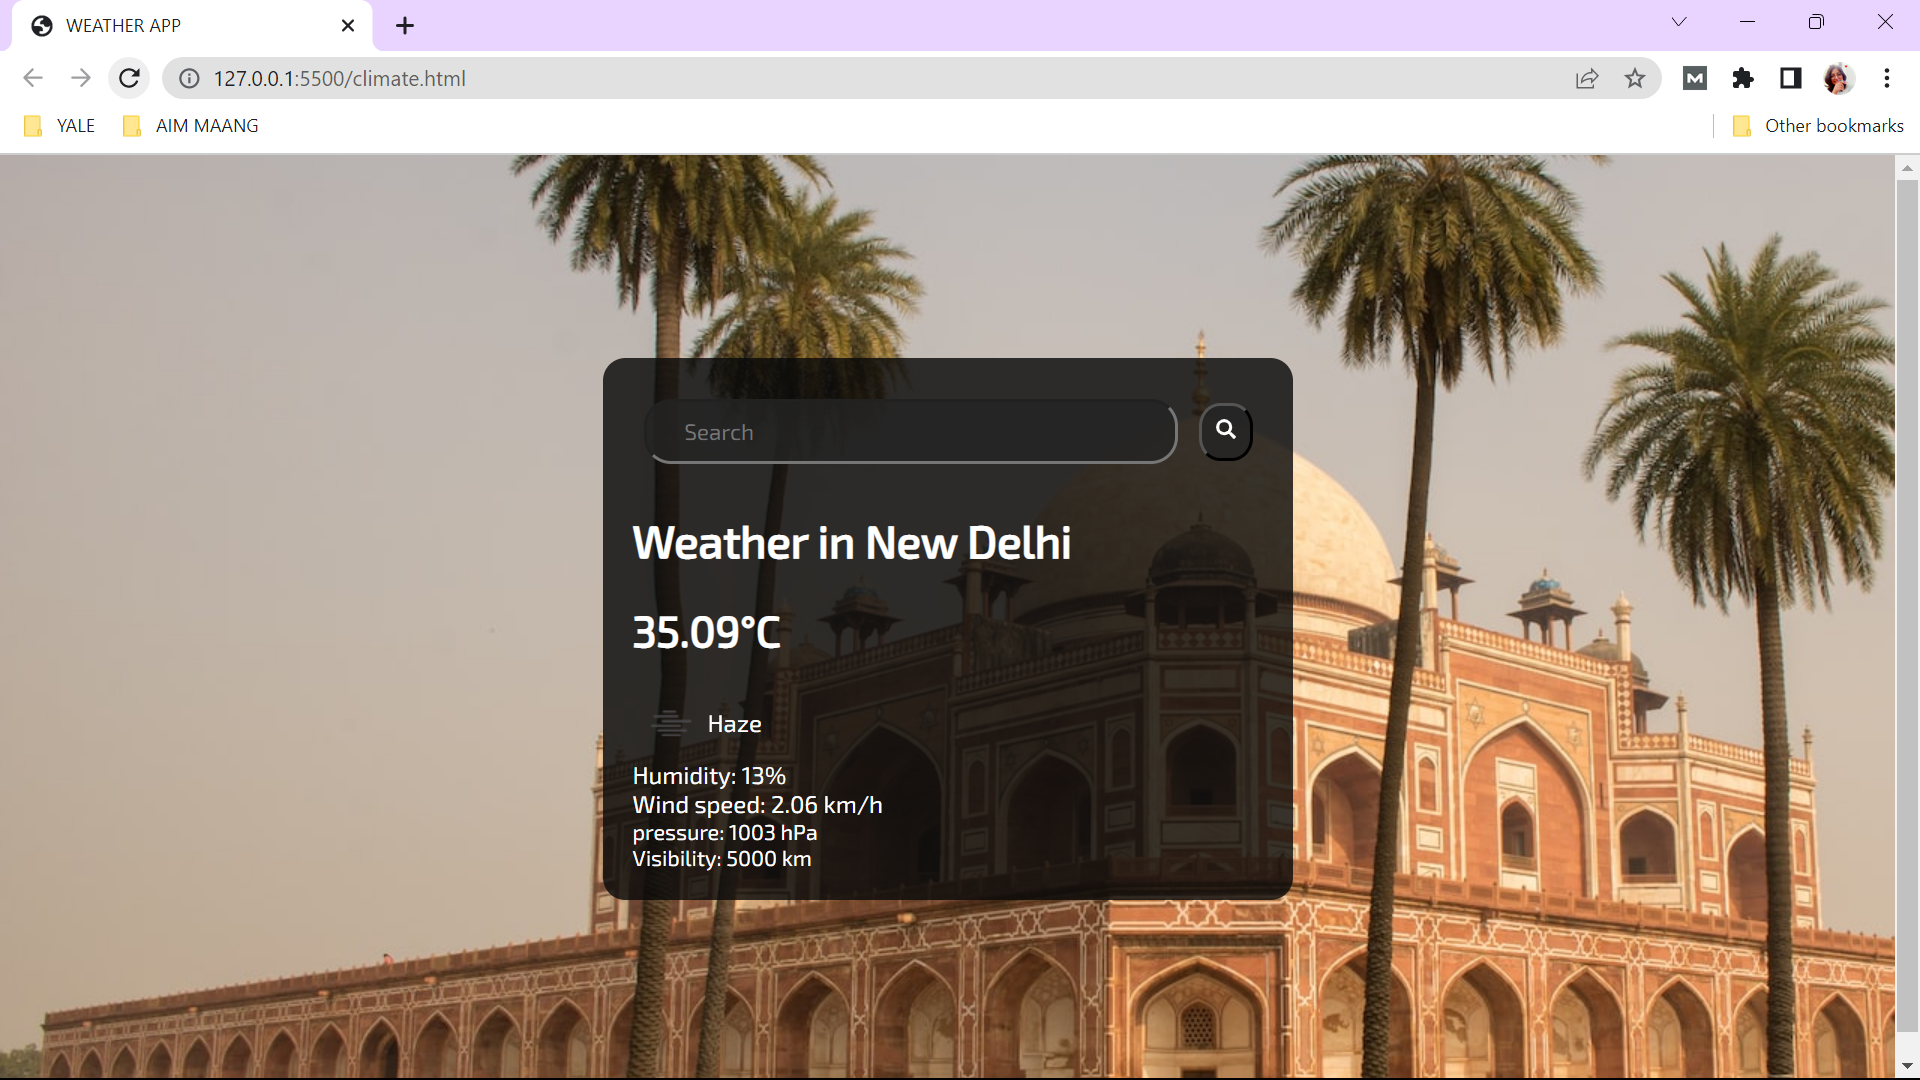 WEATHER APP
127.0.0.1:5500/climate.html
M
YALE
AIM MAANG
Other bookmarks
Search
Weather in New Delhi
35.09°C
Haze
Humidity: 13%
Wind speed: 2.06 km/h
pressure: 1003 hPa
Visibility: 5000 km